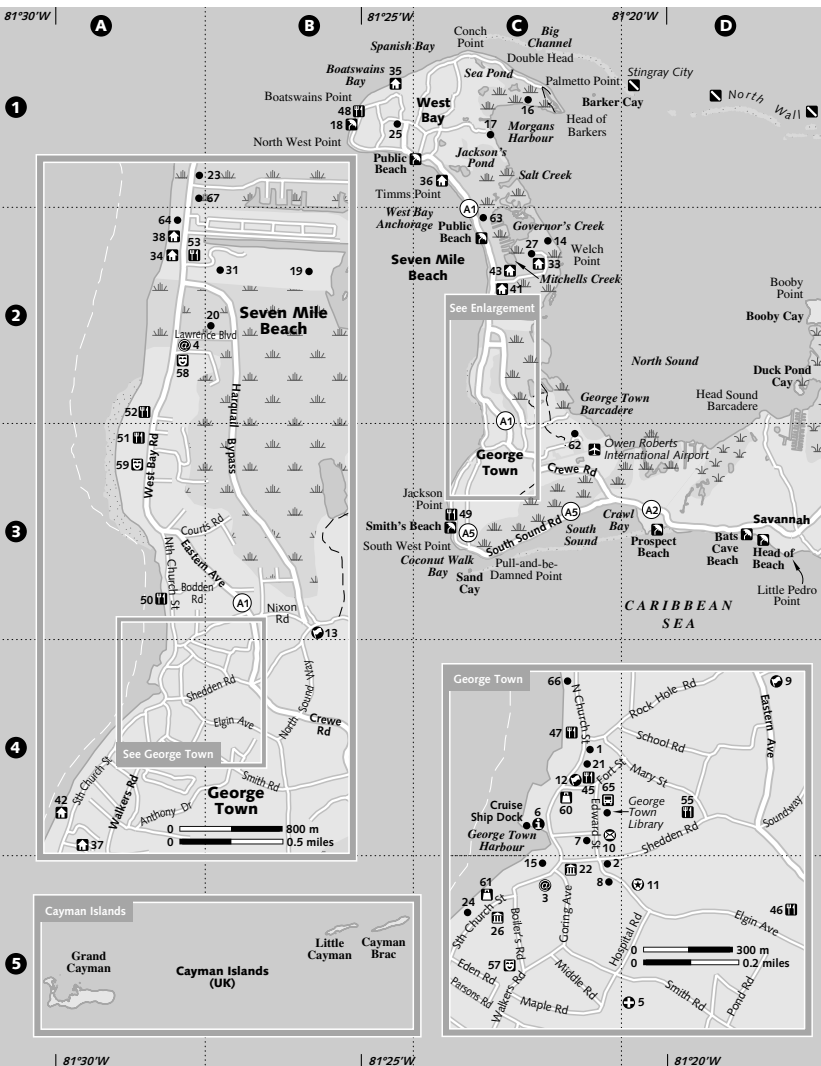 81°30'W
81°25'W
81°20'W
A
B
C
D
1
2
3
4
5
Conch
Point
Big
Channel
Spanish Bay
Double Head
Boatswains
Bay
35
Sea Pond
Palmetto Point
Stingray City
Boatswains Point
West
Bay
Barker Cay
North Wall
48
18
25
16
17
Morgans
Harbour
Head of
Barkers
North West Point
Public
Beach
Jackson's
Pond
Salt Creek
36
Timms Point
A1
West Bay
Anchorage
63
Governor's Creek
Public
Beach
27
14
Welch
Point
Seven Mile
Beach
33
43
Mitchells Creek
41
See Enlargement
Booby
Point
Booby Cay
North Sound
Duck Pond
Cay
George Town
Barcadere
Head Sound
Barcadere
A1
62
Owen Roberts
International Airport
George
Town
Crewe Rd
Jackson
Point
49
Smith's Beach
A5
A5
A2
South Sound Rd
South
Sound
Crawl
Bay
Savannah
South West Point
Coconut Walk
Bay
Sand
Cay
Pull-and-be-
Damned Point
Prospect
Beach
Bats
Cave
Beach
Head of
Beach
Little Pedro
Point
CARIBBEAN
SEA
23
67
64
38
53
34
31
19
20
Seven Mile
Beach
Lawrence Blvd
@ 4
58
Harquail Bypass
52
51
West Bay Rd
59
Courts Rd
Nth Church St
Eastern Ave
Bodden
Rd
50
A1
Nixon
Rd
13
Shedden Rd
North Sound Way
Elgin Ave
Crewe
Rd
See George Town
Sth Church St
Smith Rd
Walkers Rd
George
Town
42
Anthony Dr
37
0
800 m
0
0.5 miles
George Town
66
N Church St
9
Rock Hole Rd
Eastern Ave
47
School Rd
1
21
Fort St
Mary St
12
45
65
60
Edward St
George
Town
Library
55
Cruise
Ship Dock
6
George Town
Harbour
Soundway
7
10
Shedden Rd
15
22
2
61
@
3
8
11
24
Goring Ave
46
Sth Church St
26
Boiler's Rd
Elgin Ave
Hospital Rd
0
300 m
0
0.2 miles
57
Eden Rd
Middle Rd
Parsons Rd
Walkers Rd
Smith Rd
Pond Rd
Maple Rd
5
Cayman Islands
Grand
Cayman
Little
Cayman
Cayman
Brac
Cayman Islands
(UK)
81°30'W
81°25'W
81°20'W